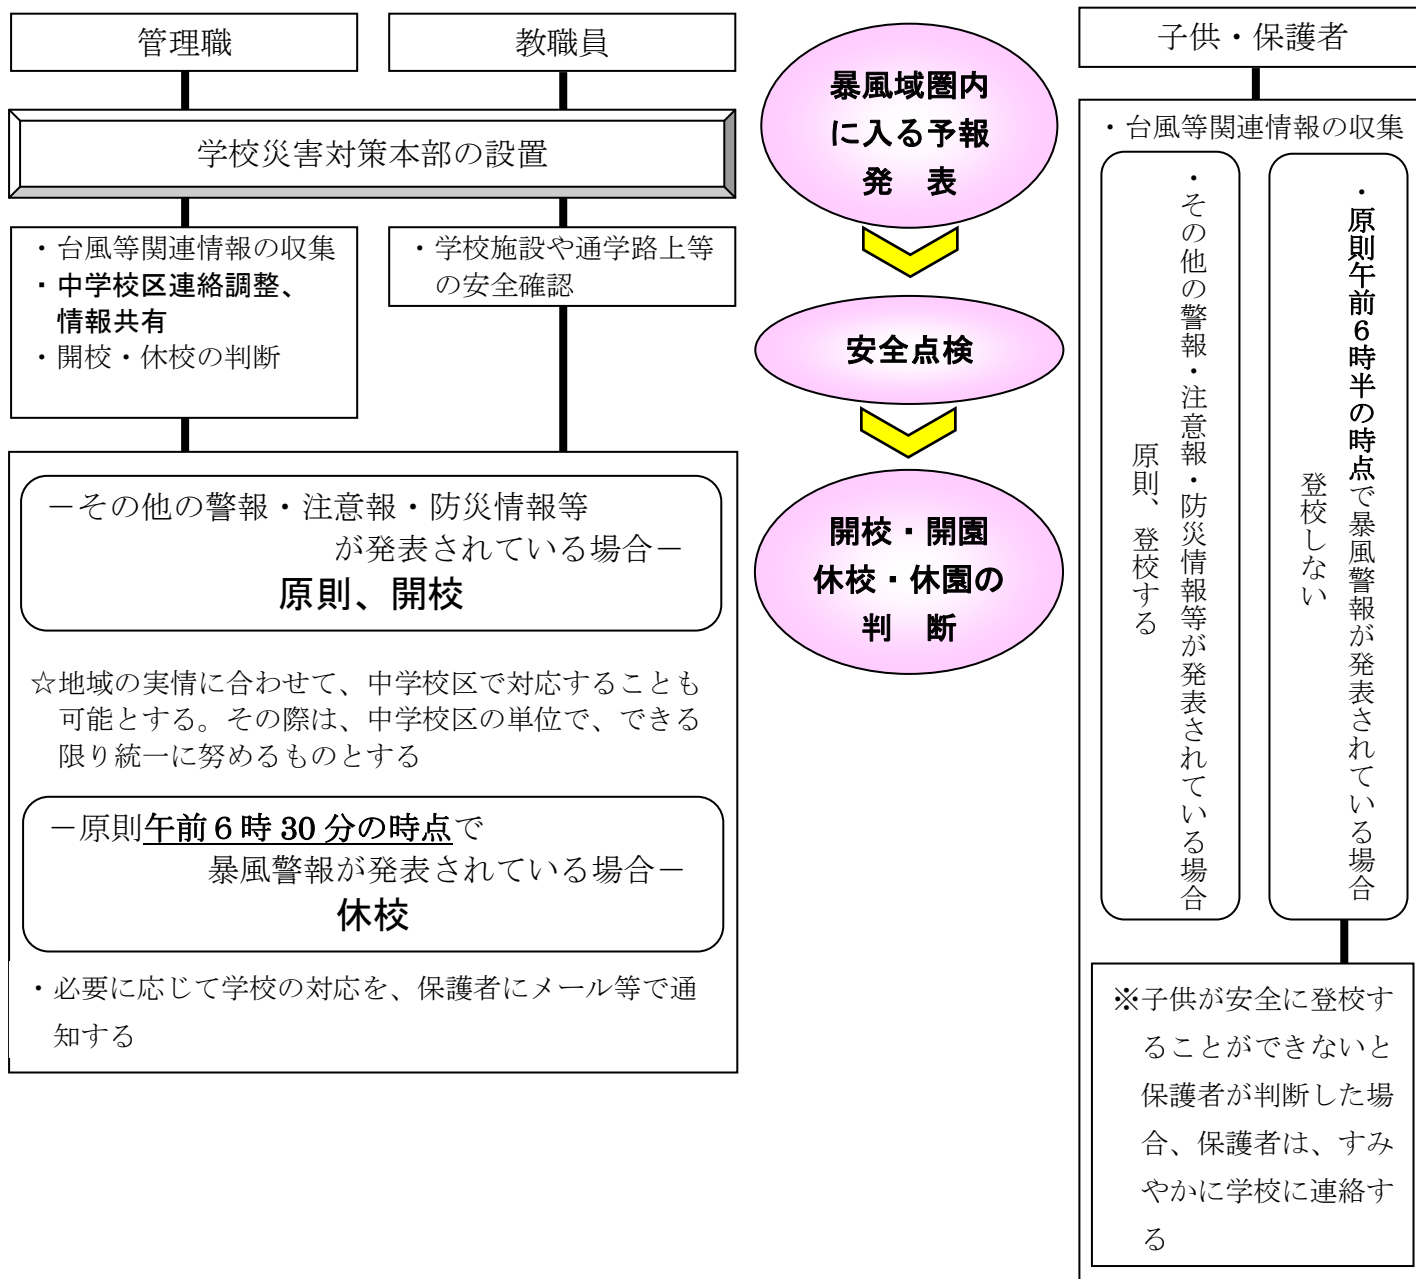 管理職
教職員
学校災害対策本部の設置
・台風等関連情報の収集
・中学校区連絡調整、
情報共有
・開校・休校の判断
・学校施設や通学路上等
の安全確認
－その他の警報・注意報・防災情報等
が発表されている場合－
原則、開校
☆地域の実情に合わせて、中学校区で対応することも
可能とする。その際は、中学校区の単位で、できる
限り統一に努めるものとする
－原則午前６時 30 分の時点で
暴風警報が発表されている場合－
休校
・必要に応じて学校の対応を、保護者にメール等で通
知する
暴風域圏内
に入る予報
発　表
安全点検
開校・開園
休校・休園の
判　断
子供・保護者
・台風等関連情報の収集
・原則午前６時半の時点で暴風警報が発表されている場合
登校しない
・その他の警報・注意報・防災情報等が発表されている場合
原則、登校する
※子供が安全に登校す
ることができないと
保護者が判断した場
合、保護者は、すみ
やかに学校に連絡す
る